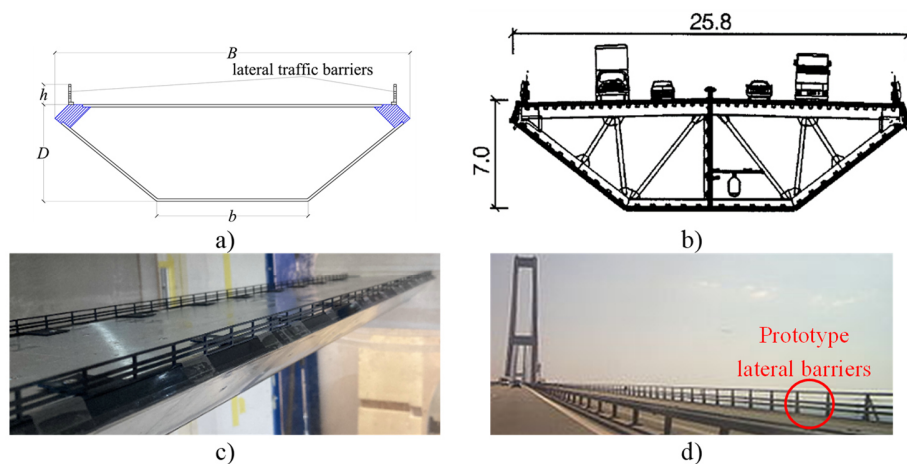 B
lateral traffic barriers
h
D
b
a)
25.8
7.0
b)
c)
Prototype
lateral barriers
d)